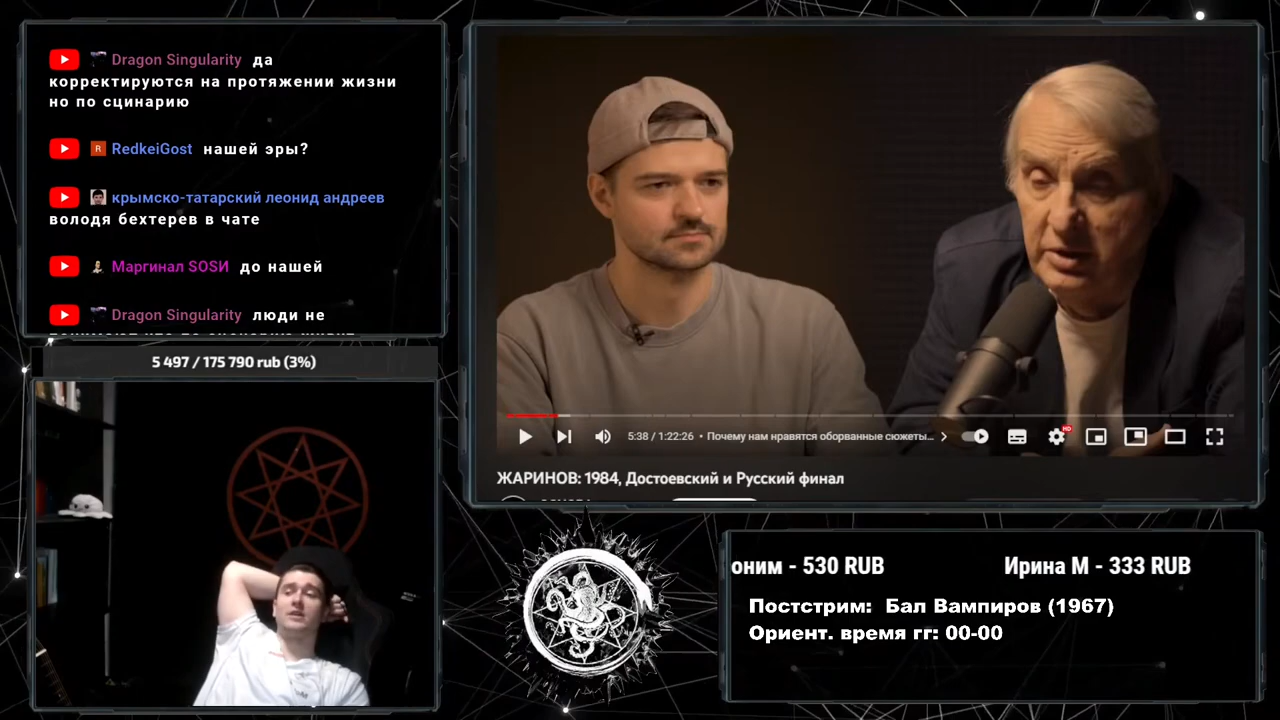 Dragon Singularity да
корректируются на протяжении жизни
но по сцинарию
R RedkeiGost нашей эры?
крымско-татарский леонид андреев
володя бехтерев в чате
Маргинал SOSИ до нашей
Dragon Singularity люди не
5 497 / 175 790 rub (3%)
5:38 / 1:22:26 • Почему нам нравятся оборванные сюжеты...
HD
ЖАРИНОВ: 1984, Достоевский и Русский финал
оним - 530 RUB Ирина М - 333 RUB
Постстрим: Бал Вампиров (1967)
Ориент. время гг: 00-00